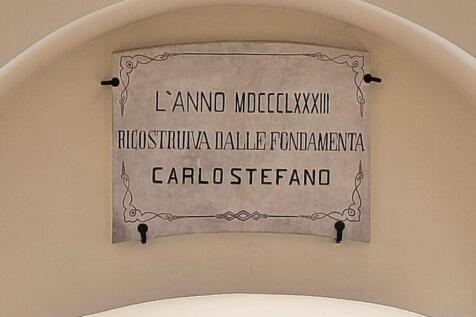 L'ANNO MDCCCLXXXIII
RICOSTRUIVA DALLE FONDAMENTA
CARLO STEFANO